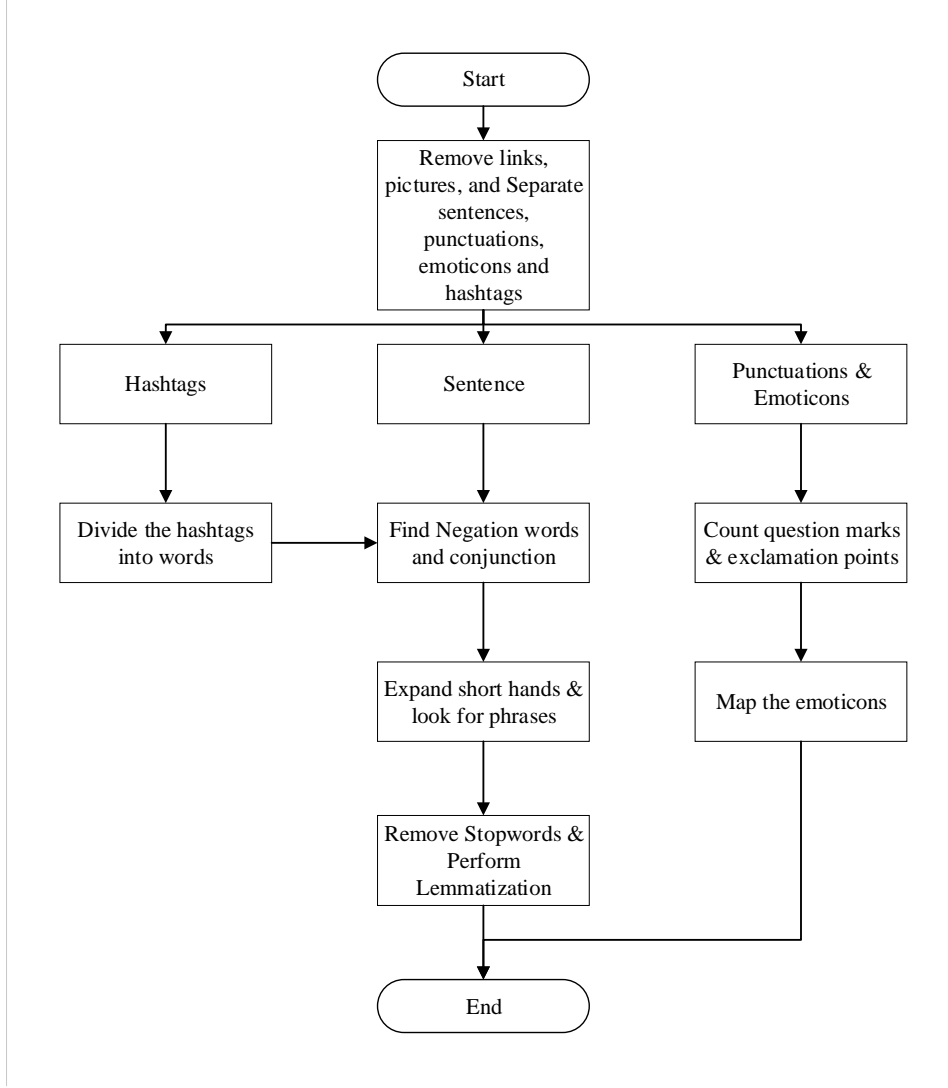 Start
Remove links,
pictures, and Separate
sentences,
punctuations,
emoticons and
hashtags
Hashtags
Sentence
Punctuations &
Emoticons
Divide the hashtags
into words
Find Negation words
and conjunction
Count question marks
& exclamation points
Expand short hands &
look for phrases
Map the emoticons
Remove Stopwords &
Perform
Lemmatization
End